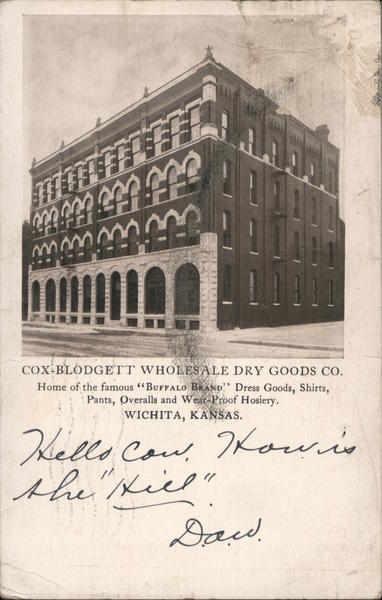 COX-BLODGETT WHOLESALE DRY GOODS CO.
Home of the famous "BUFFALO BRAND" Dress Goods, Shirts,
Pants, Overalls and Wear-Proof Hosiery.
WICHITA, KANSAS.
Hello Cow. How is
the "Hill".
D.a.w.